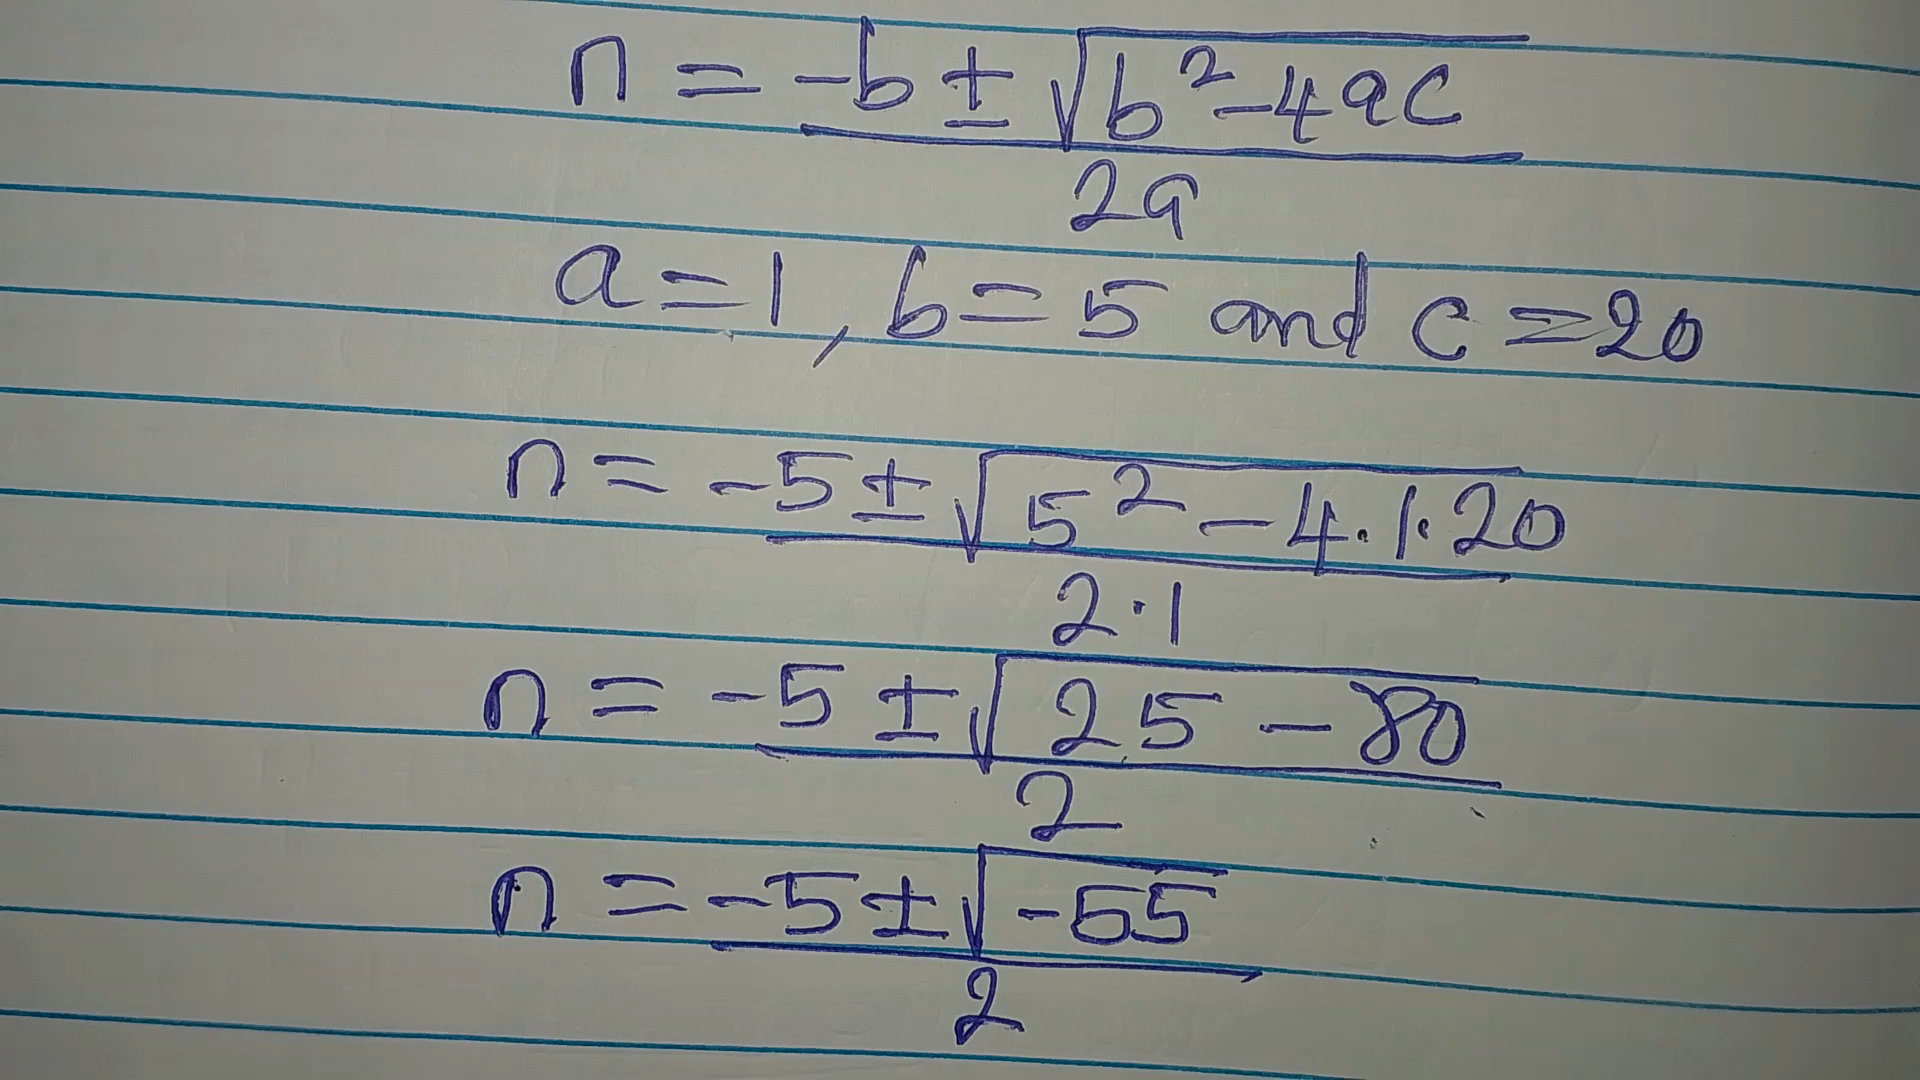 n = -b ± √b²-4ac
2a
a=1, b=5 and c=20
n = -5 ± √5² - 4.1.20
2·1
n = -5 ± √25 - 80
2
n = -5 ± √-55
2